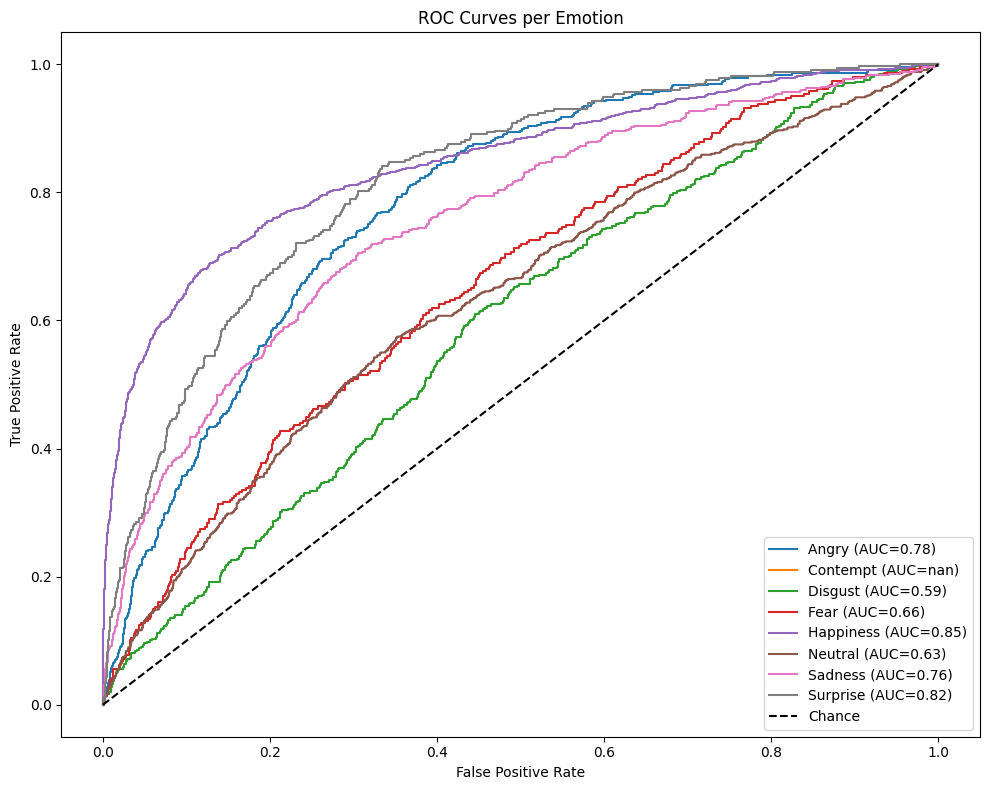 ROC Curves per Emotion
True Positive Rate
1.0
0.8
0.6
0.4
0.2
0.0
0.0 0.2 0.4 0.6 0.8 1.0
False Positive Rate
Angry (AUC=0.78)
Contempt (AUC=nan)
Disgust (AUC=0.59)
Fear (AUC=0.66)
Happiness (AUC=0.85)
Neutral (AUC=0.63)
Sadness (AUC=0.76)
Surprise (AUC=0.82)
Chance